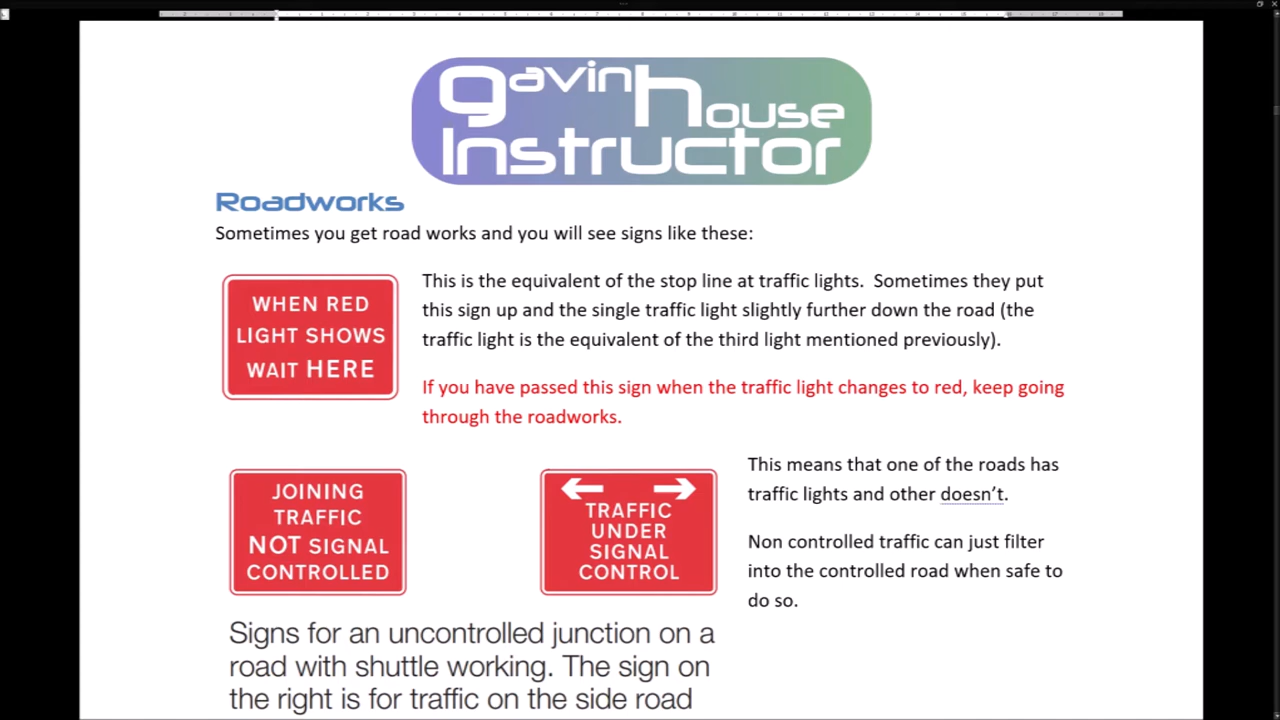 gavin house
Instructor
Roadworks
Sometimes you get road works and you will see signs like these:
WHEN RED
LIGHT SHOWS
WAIT HERE
This is the equivalent of the stop line at traffic lights.  Sometimes they put
this sign up and the single traffic light slightly further down the road (the
traffic light is the equivalent of the third light mentioned previously).
If you have passed this sign when the traffic light changes to red, keep going
through the roadworks.
JOINING
TRAFFIC
NOT SIGNAL
CONTROLLED
TRAFFIC
UNDER
SIGNAL
CONTROL
This means that one of the roads has
traffic lights and other doesn't.
Non controlled traffic can just filter
into the controlled road when safe to
do so.
Signs for an uncontrolled junction on a
road with shuttle working. The sign on
the right is for traffic on the side road